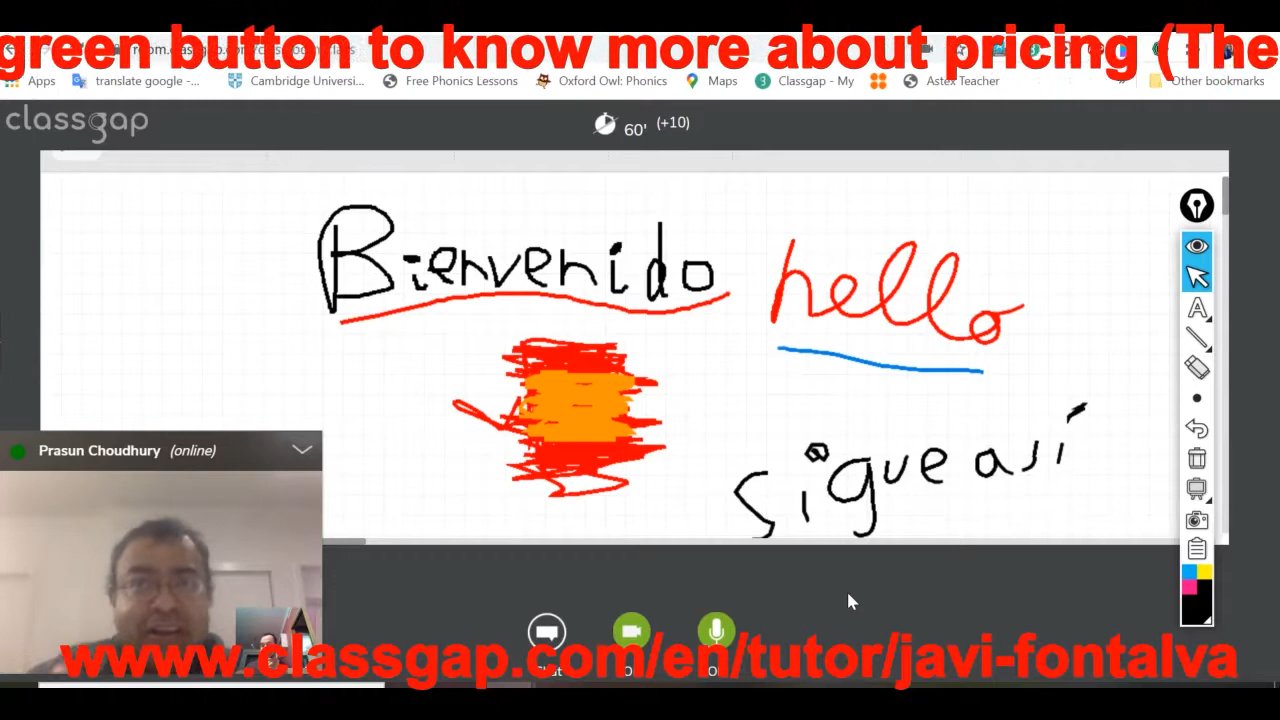 green button to know more about pricing (The
Apps translate google -... Cambridge Universi... Free Phonics Lessons Oxford Owl: Phonics Maps Classgap - My Astex Teacher Other bookmarks
classgap
60' (+10)
Bienvenido hello
sigue así
Prasun Choudhury (online)
www.classgap.com/en/tutor/javi-fontalva